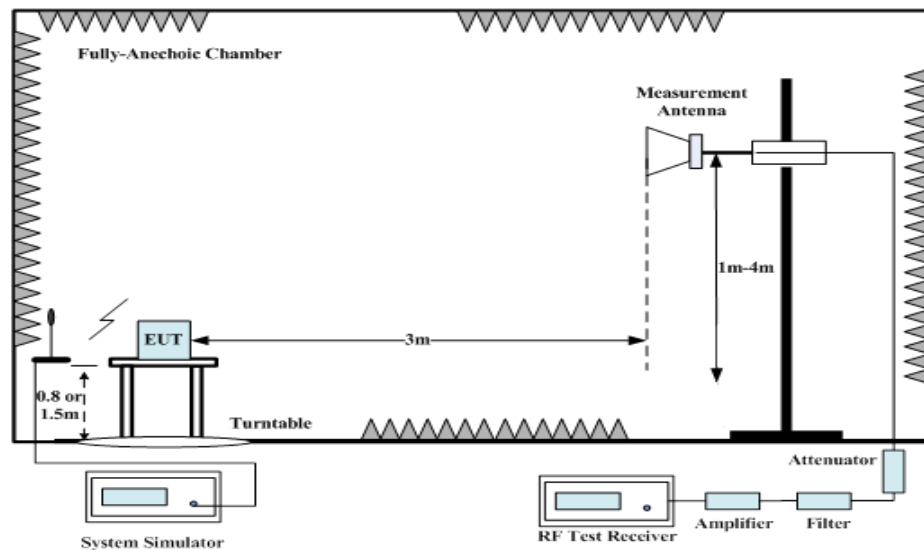 Fully-Anechoic Chamber
Measurement
Antenna
1m-4m
EUT
3m
0.8 or
1.5m
Turntable
Attenuator
System Simulator
RF Test Receiver
Amplifier
Filter